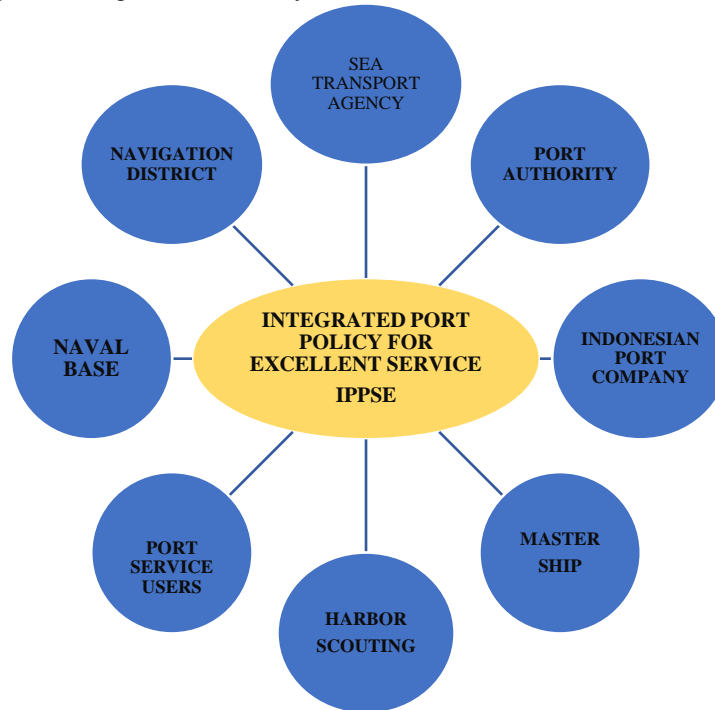 SEA
TRANSPORT
AGENCY
NAVIGATION
DISTRICT
PORT
AUTHORITY
NAVAL
BASE
INTEGRATED PORT
POLICY FOR
EXCELLENT SERVICE
IPPSE
INDONESIAN
PORT
COMPANY
PORT
SERVICE
USERS
MASTER
SHIP
HARBOR
SCOUTING